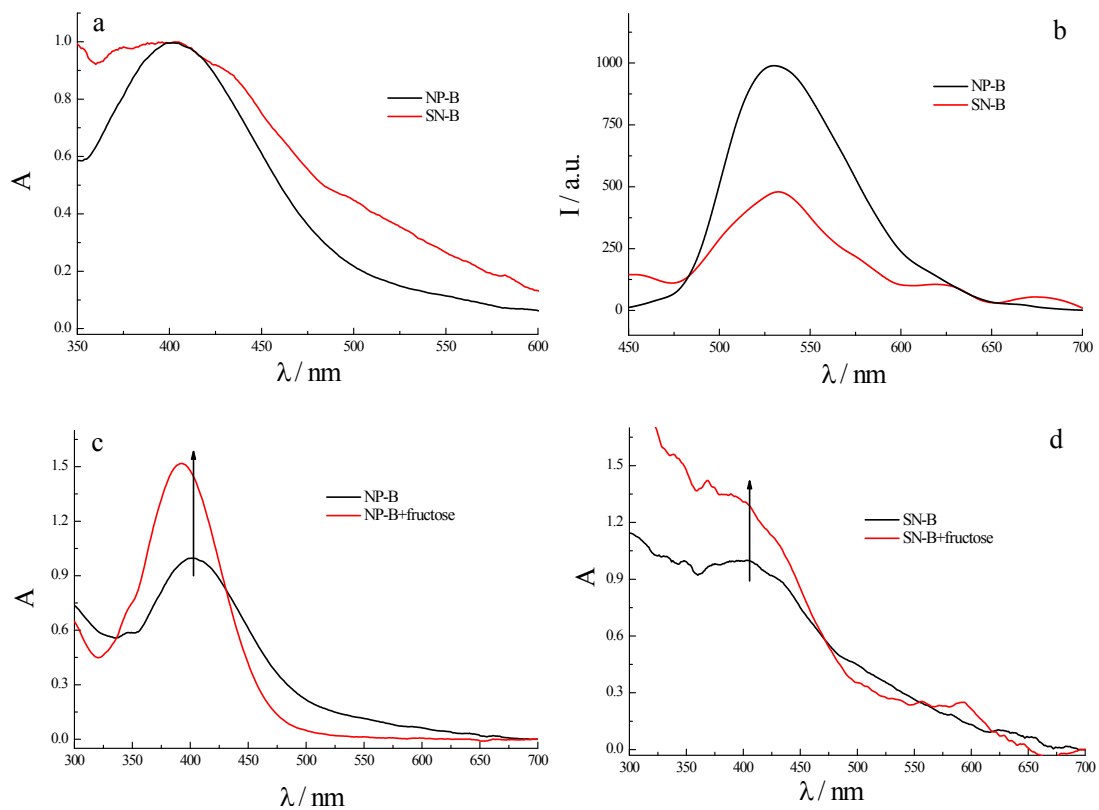 a
1.0
0.8
0.6
0.4
0.2
0.0
A
NP-B
SN-B
350 400 450 500 550 600
λ / nm
b
1000
750
500
250
0
I / a.u.
NP-B
SN-B
450 500 550 600 650 700
λ / nm
c
1.5
1.2
0.9
0.6
0.3
0.0
A
NP-B
NP-B+fructose
300 350 400 450 500 550 600 650 700
λ / nm
d
1.5
1.2
0.9
0.6
0.3
0.0
A
SN-B
SN-B+fructose
300 350 400 450 500 550 600 650 700
λ / nm